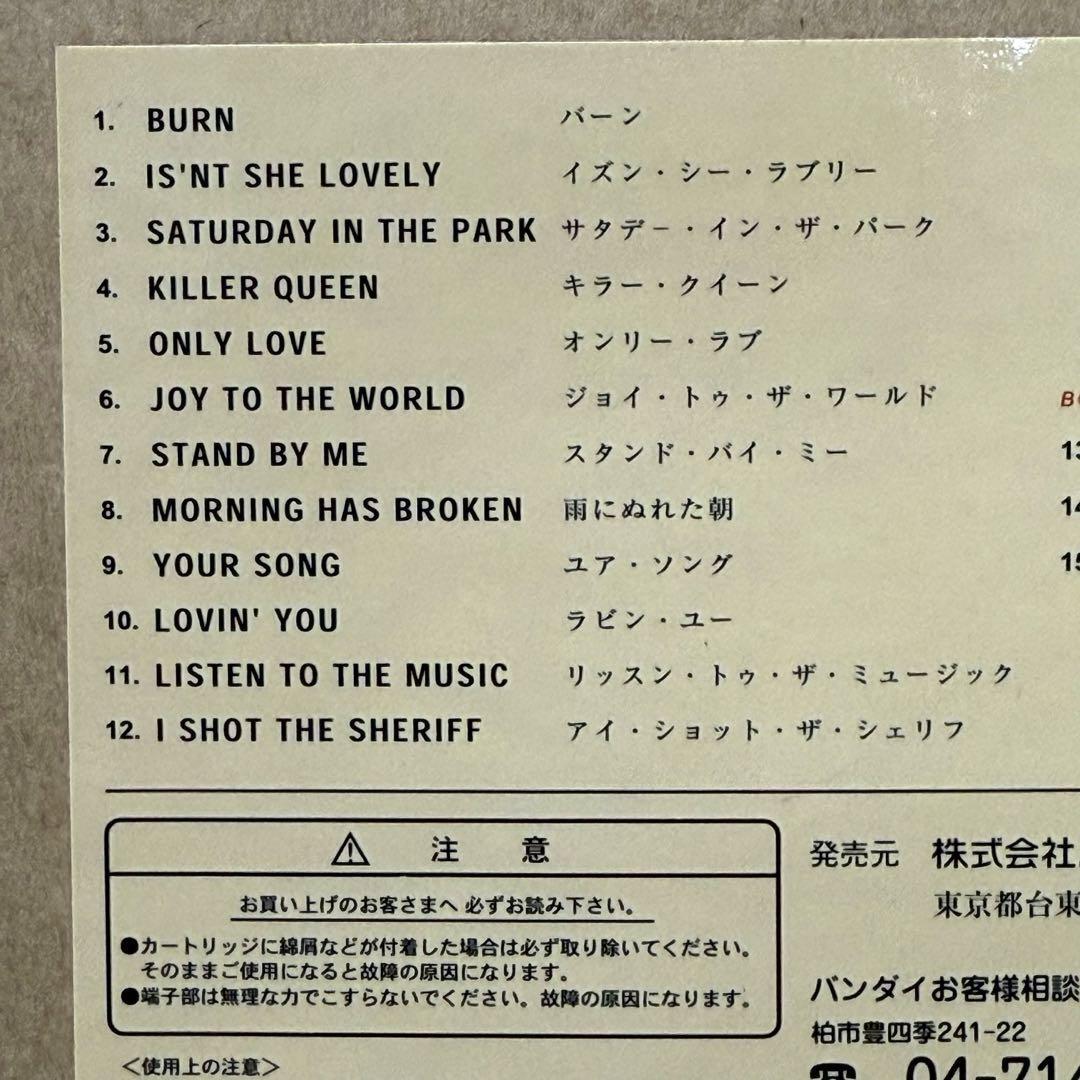 1. BURN バーン
2. IS'NT SHE LOVELY イズン・シー・ラブリー
3. SATURDAY IN THE PARK サタデー・イン・ザ・パーク
4. KILLER QUEEN キラー・クイーン
5. ONLY LOVE オンリー・ラブ
6. JOY TO THE WORLD ジョイ・トゥ・ザ・ワールド
7. STAND BY ME スタンド・バイ・ミー 13
8. MORNING HAS BROKEN 雨にぬれた朝 14
9. YOUR SONG ユア・ソング 15
10. LOVIN' YOU ラビン・ユー
11. LISTEN TO THE MUSIC リッスン・トゥ・ザ・ミュージック
12. I SHOT THE SHERIFF アイ・ショット・ザ・シェリフ
⚠ 注意
お買い上げのお客さまへ 必ずお読み下さい。
●カートリッジに綿屑などが付着した場合は必ず取り除いてください。
そのままご使用になると故障の原因になります。
●端子部は無理な力でこすらないでください。故障の原因になります。
<使用上の注意>
発売元 株式会社
東京都台東
バンダイお客様相談
柏市豊四季241-22
☎ 04-714